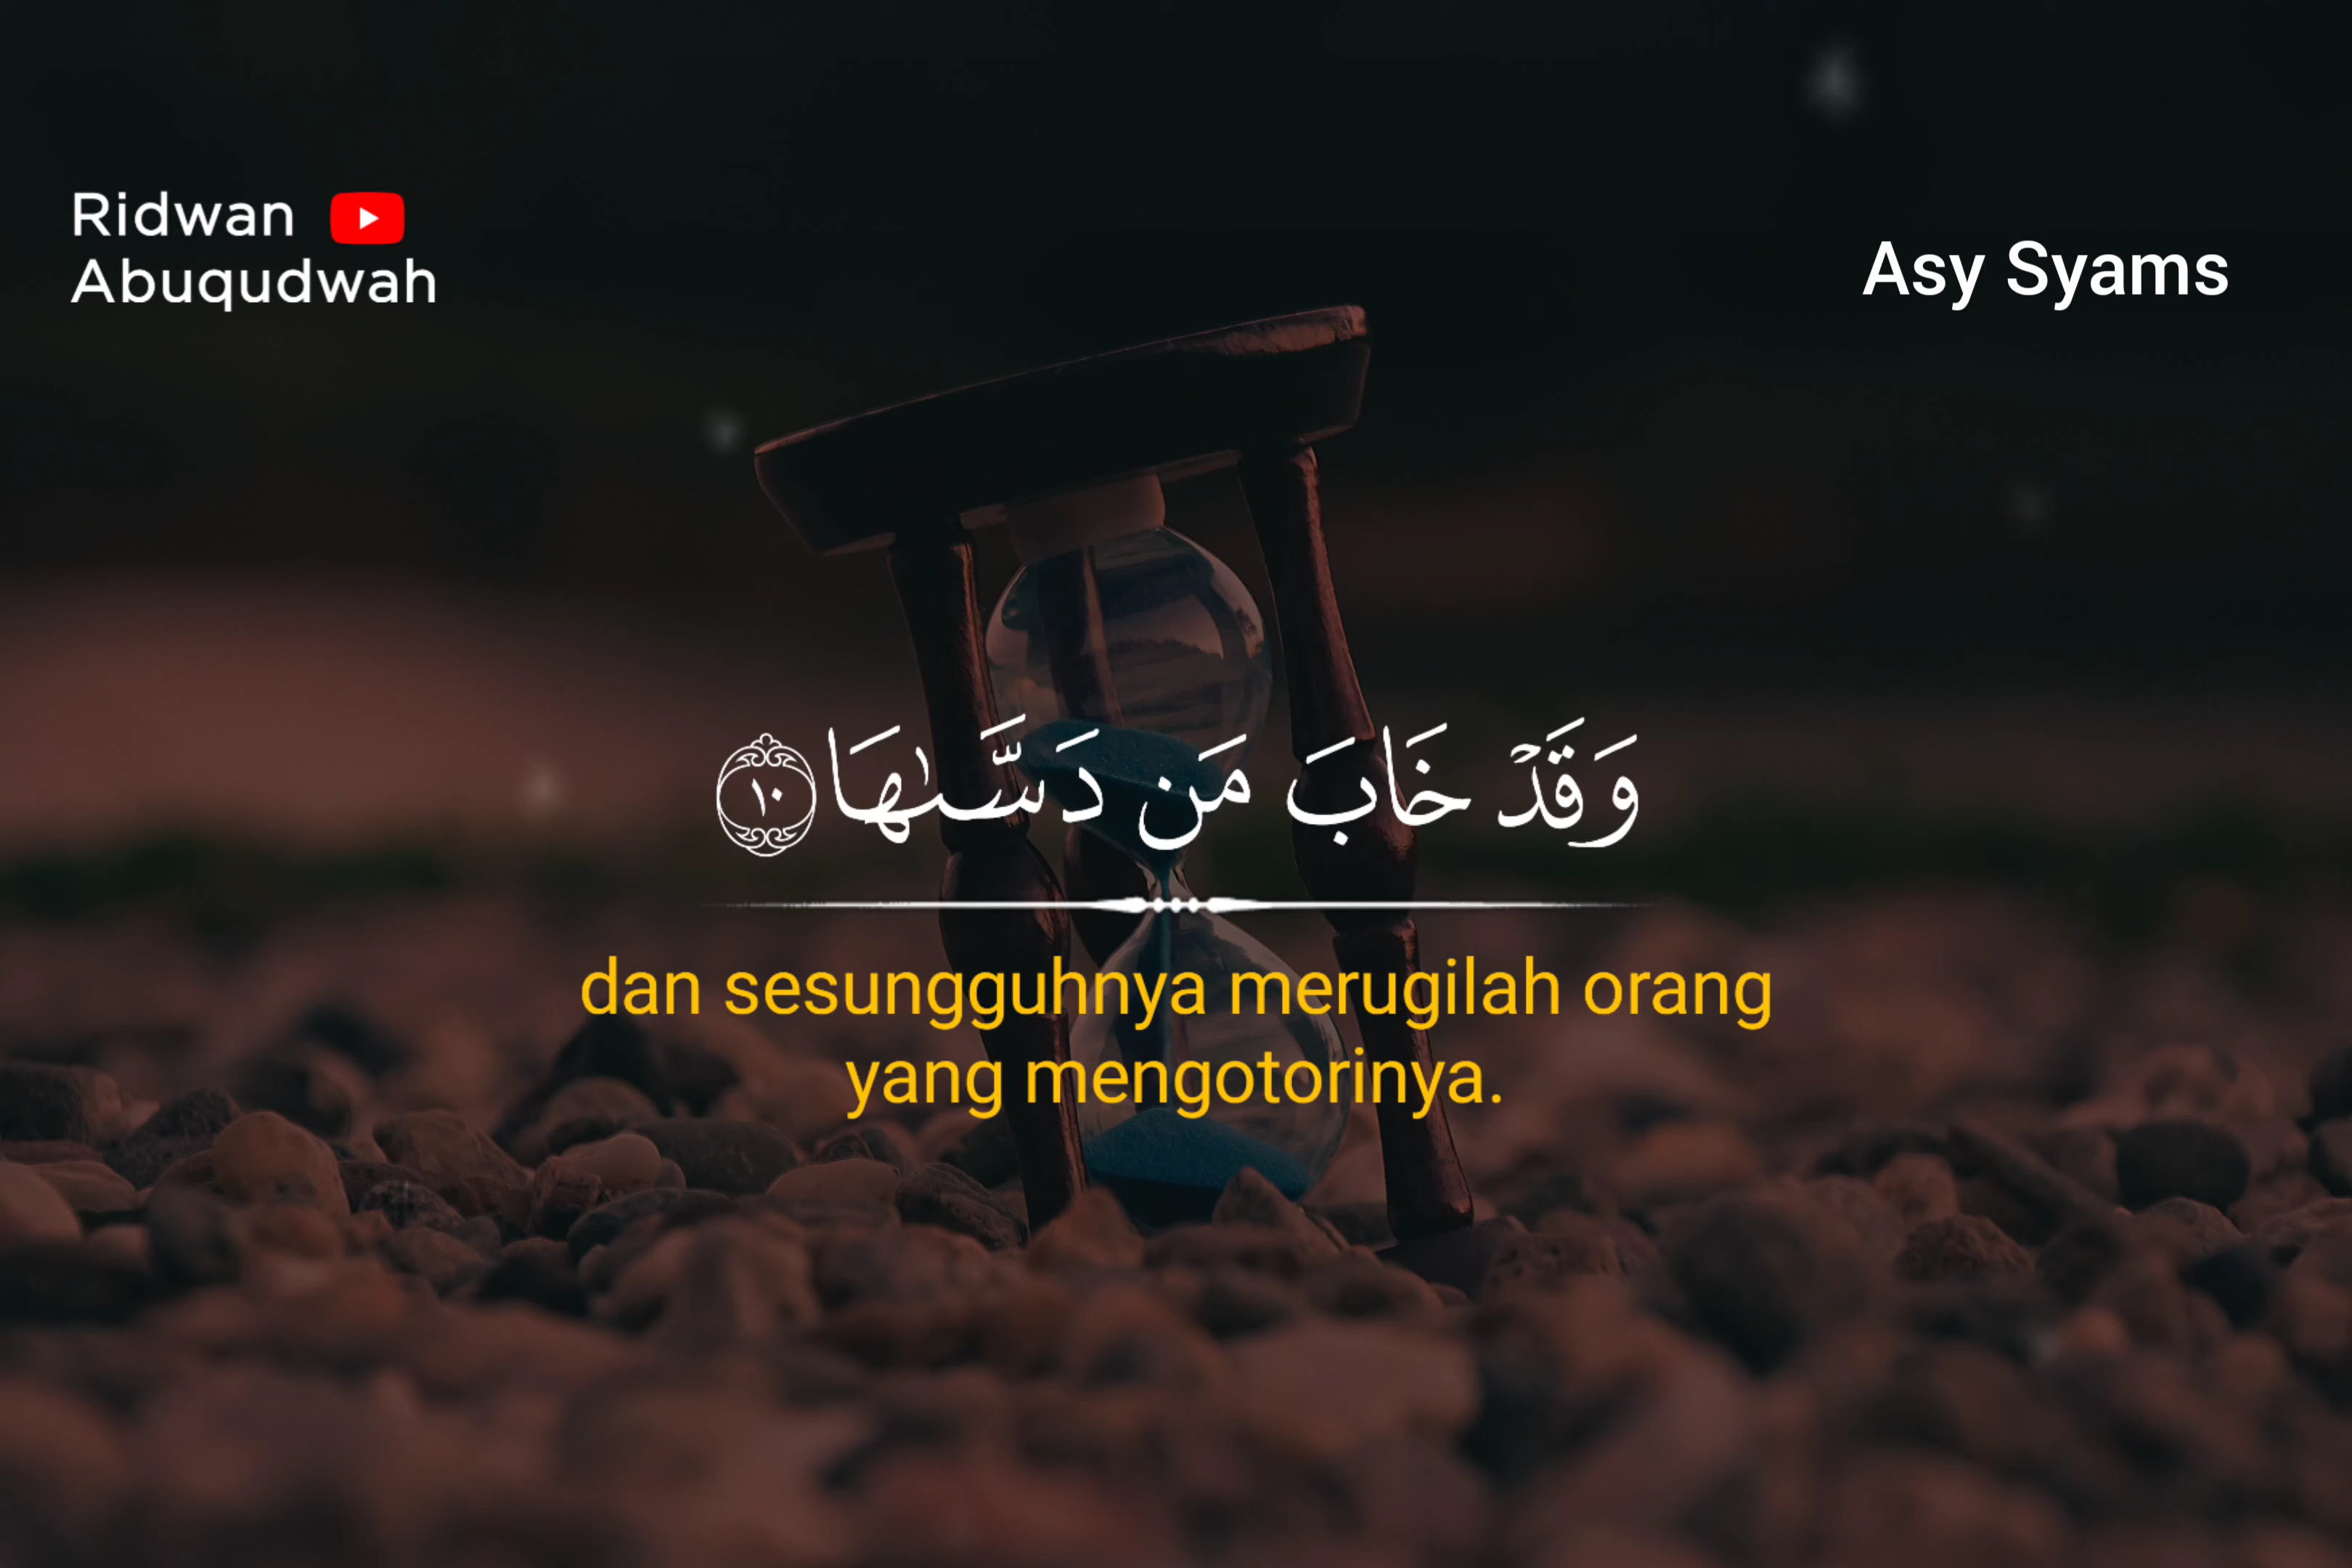 Ridwan
Abuqudwah
Asy Syams
وَقَدْ خَابَ مَن دَسَّىٰهَا ١٠
dan sesungguhnya merugilah orang
yang mengotorinya.